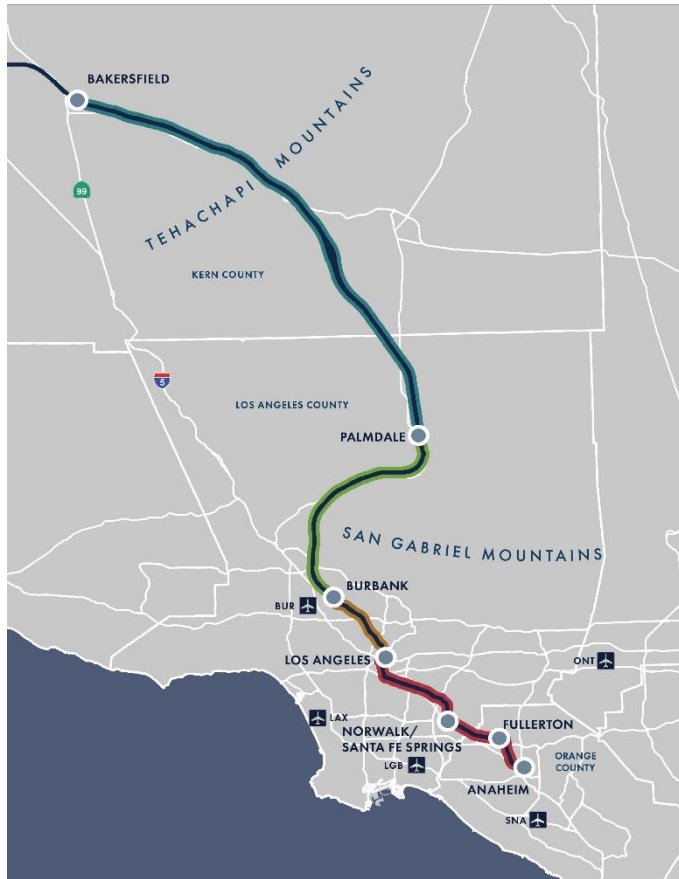 BAKERSFIELD
TEHACHAPI MOUNTAINS
99
KERN COUNTY
5
LOS ANGELES COUNTY
PALMDALE
SAN GABRIEL MOUNTAINS
BURBANK
BUR
LOS ANGELES
ONT
LAX
NORWALK/
SANTA FE SPRINGS
FULLERTON
LGB
ORANGE
COUNTY
ANAHEIM
SNA